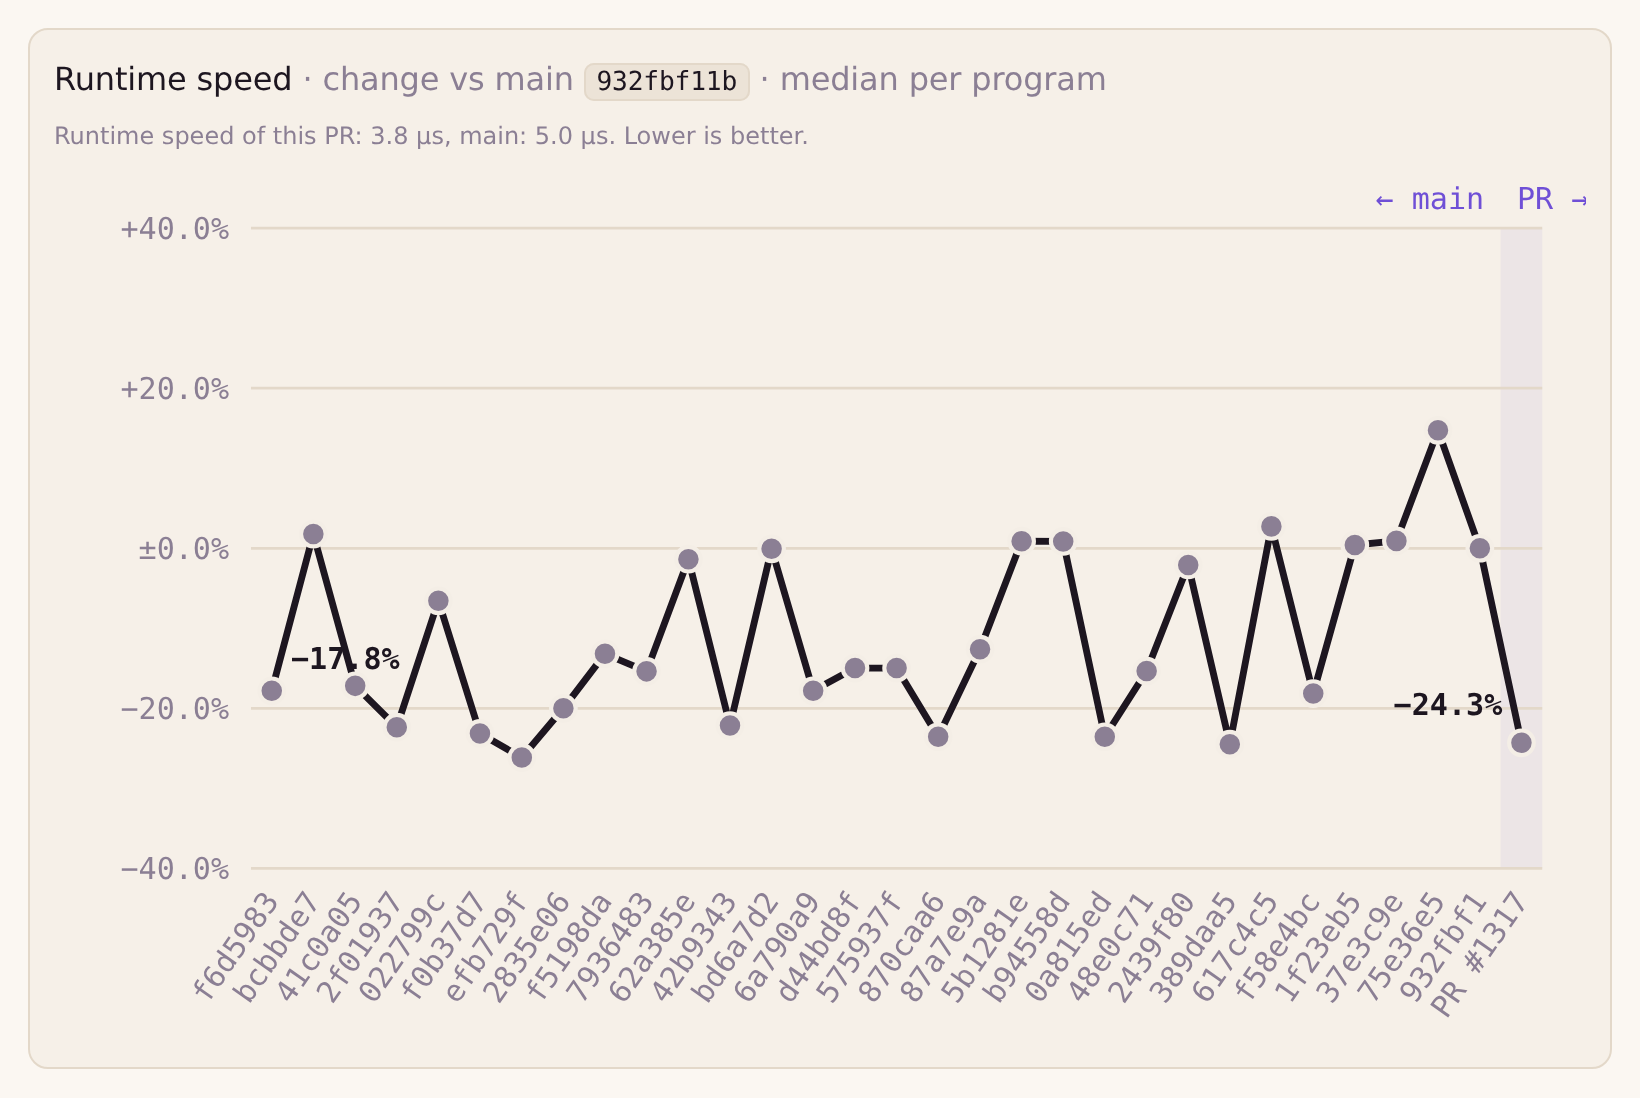 Runtime speed · change vs main 932fbf11b · median per program
Runtime speed of this PR: 3.8 µs, main: 5.0 µs. Lower is better.
← main PR →
+40.0%
+20.0%
±0.0%
−17.8%
−20.0%
−24.3%
−40.0%
f6d5983
bcbbde7
41c0a05
2f01937
022799c
f0b37d7
efb729f
2835e06
f5198da
7936483
62a385e
42b9343
bd6a7d2
6a790a9
d44bd8f
575937f
870caa6
87a7e9a
5b1281e
b94558d
0a815ed
48e0c71
2439f80
389daa5
617c4c5
f58e4bc
1f23eb5
37e3c9e
75e36e5
932fbf1
PR #1317